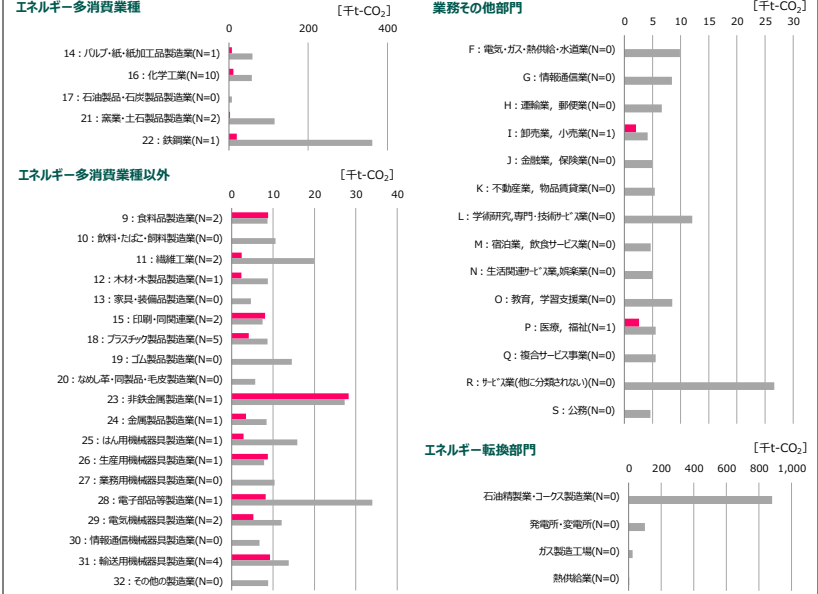 エネルギー多消費業種
[千t-CO₂]
0 200 400
14：パルプ・紙・紙加工品製造業(N=1)
16：化学工業(N=10)
17：石油製品・石炭製品製造業(N=0)
21：窯業・土石製品製造業(N=2)
22：鉄鋼業(N=1)
エネルギー多消費業種以外
[千t-CO₂]
0 10 20 30 40
9：食料品製造業(N=2)
10：飲料・たばこ・飼料製造業(N=0)
11：繊維工業(N=2)
12：木材・木製品製造業(N=1)
13：家具・装備品製造業(N=0)
15：印刷・同関連業(N=2)
18：プラスチック製品製造業(N=5)
19：ゴム製品製造業(N=0)
20：なめし革・同製品・毛皮製造業(N=0)
23：非鉄金属製造業(N=1)
24：金属製品製造業(N=1)
25：はん用機械器具製造業(N=1)
26：生産用機械器具製造業(N=1)
27：業務用機械器具製造業(N=0)
28：電子部品等製造業(N=1)
29：電気機械器具製造業(N=2)
30：情報通信機械器具製造業(N=0)
31：輸送用機械器具製造業(N=4)
32：その他の製造業(N=0)
業務その他部門
[千t-CO₂]
0 5 10 15 20 25 30
F：電気・ガス・熱供給・水道業(N=0)
G：情報通信業(N=0)
H：運輸業，郵便業(N=0)
I：卸売業，小売業(N=1)
J：金融業，保険業(N=0)
K：不動産業，物品賃貸業(N=0)
L：学術研究,専門・技術ｻｰﾋﾞｽ業(N=0)
M：宿泊業，飲食サービス業(N=0)
N：生活関連ｻｰﾋﾞｽ業,娯楽業(N=0)
O：教育，学習支援業(N=0)
P：医療，福祉(N=1)
Q：複合サービス事業(N=0)
R：ｻｰﾋﾞｽ業(他に分類されない)(N=0)
S：公務(N=0)
エネルギー転換部門
[千t-CO₂]
0 200 400 600 800 1,000
石油精製業・コークス製造業(N=0)
発電所・変電所(N=0)
ガス製造工場(N=0)
熱供給業(N=0)